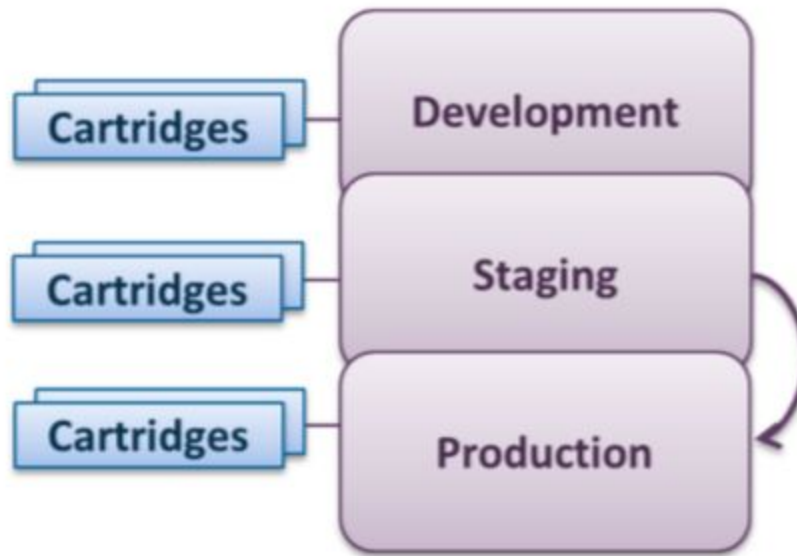 Cartridges
Development
Cartridges
Staging
Cartridges
Production